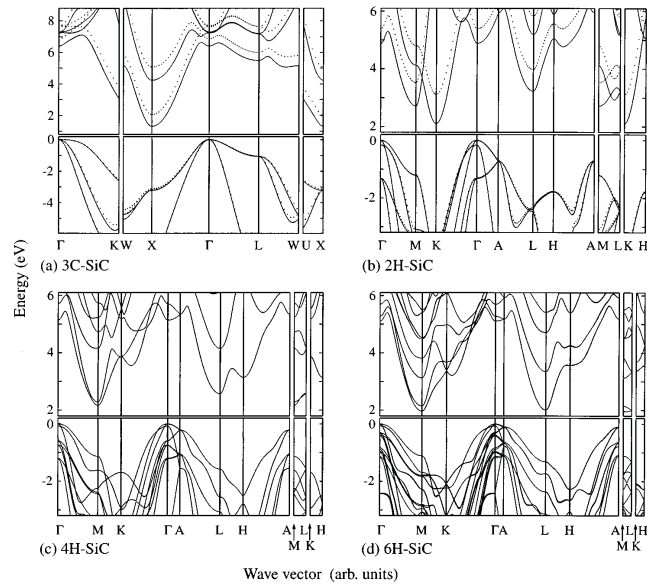 8
6
4
2
0
-2
-4
Γ K W X Γ L W U X
(a) 3C-SiC
6
4
2
0
-2
Γ M K Γ A L H A M L K H
(b) 2H-SiC
Energy (eV)
6
4
2
0
-2
Γ M K Γ A L H A L H
M K
(c) 4H-SiC
6
4
2
0
-2
Γ M K Γ A L H A L H
M K
(d) 6H-SiC
Wave vector (arb. units)